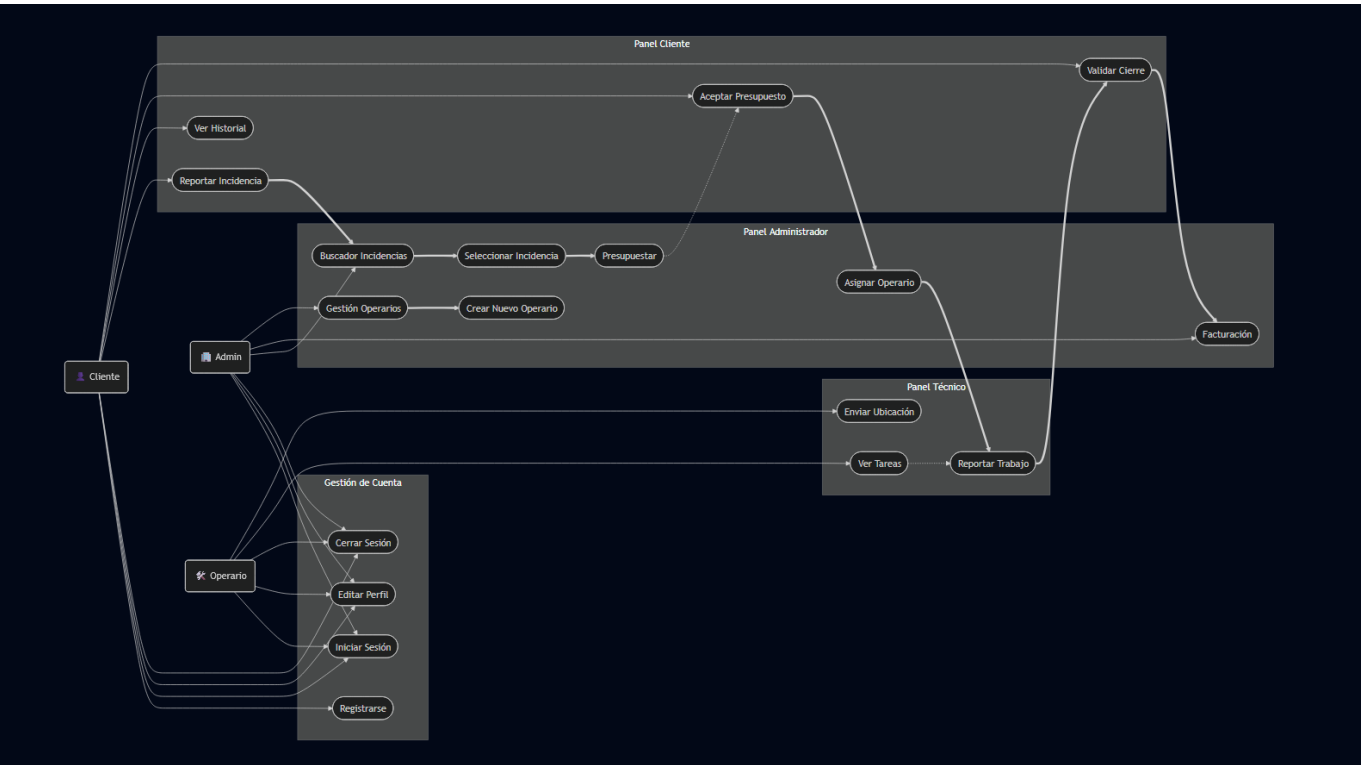 Panel Cliente
Validar Cierre
Aceptar Presupuesto
Ver Historial
Reportar Incidencia
Panel Administrador
Buscador Incidencias
Seleccionar Incidencia
Presupuestar
Asignar Operario
Gestión Operarios
Crear Nuevo Operario
Facturación
Admin
Cliente
Panel Técnico
Enviar Ubicación
Ver Tareas
Reportar Trabajo
Gestión de Cuenta
Cerrar Sesión
Operario
Editar Perfil
Iniciar Sesión
Registrarse